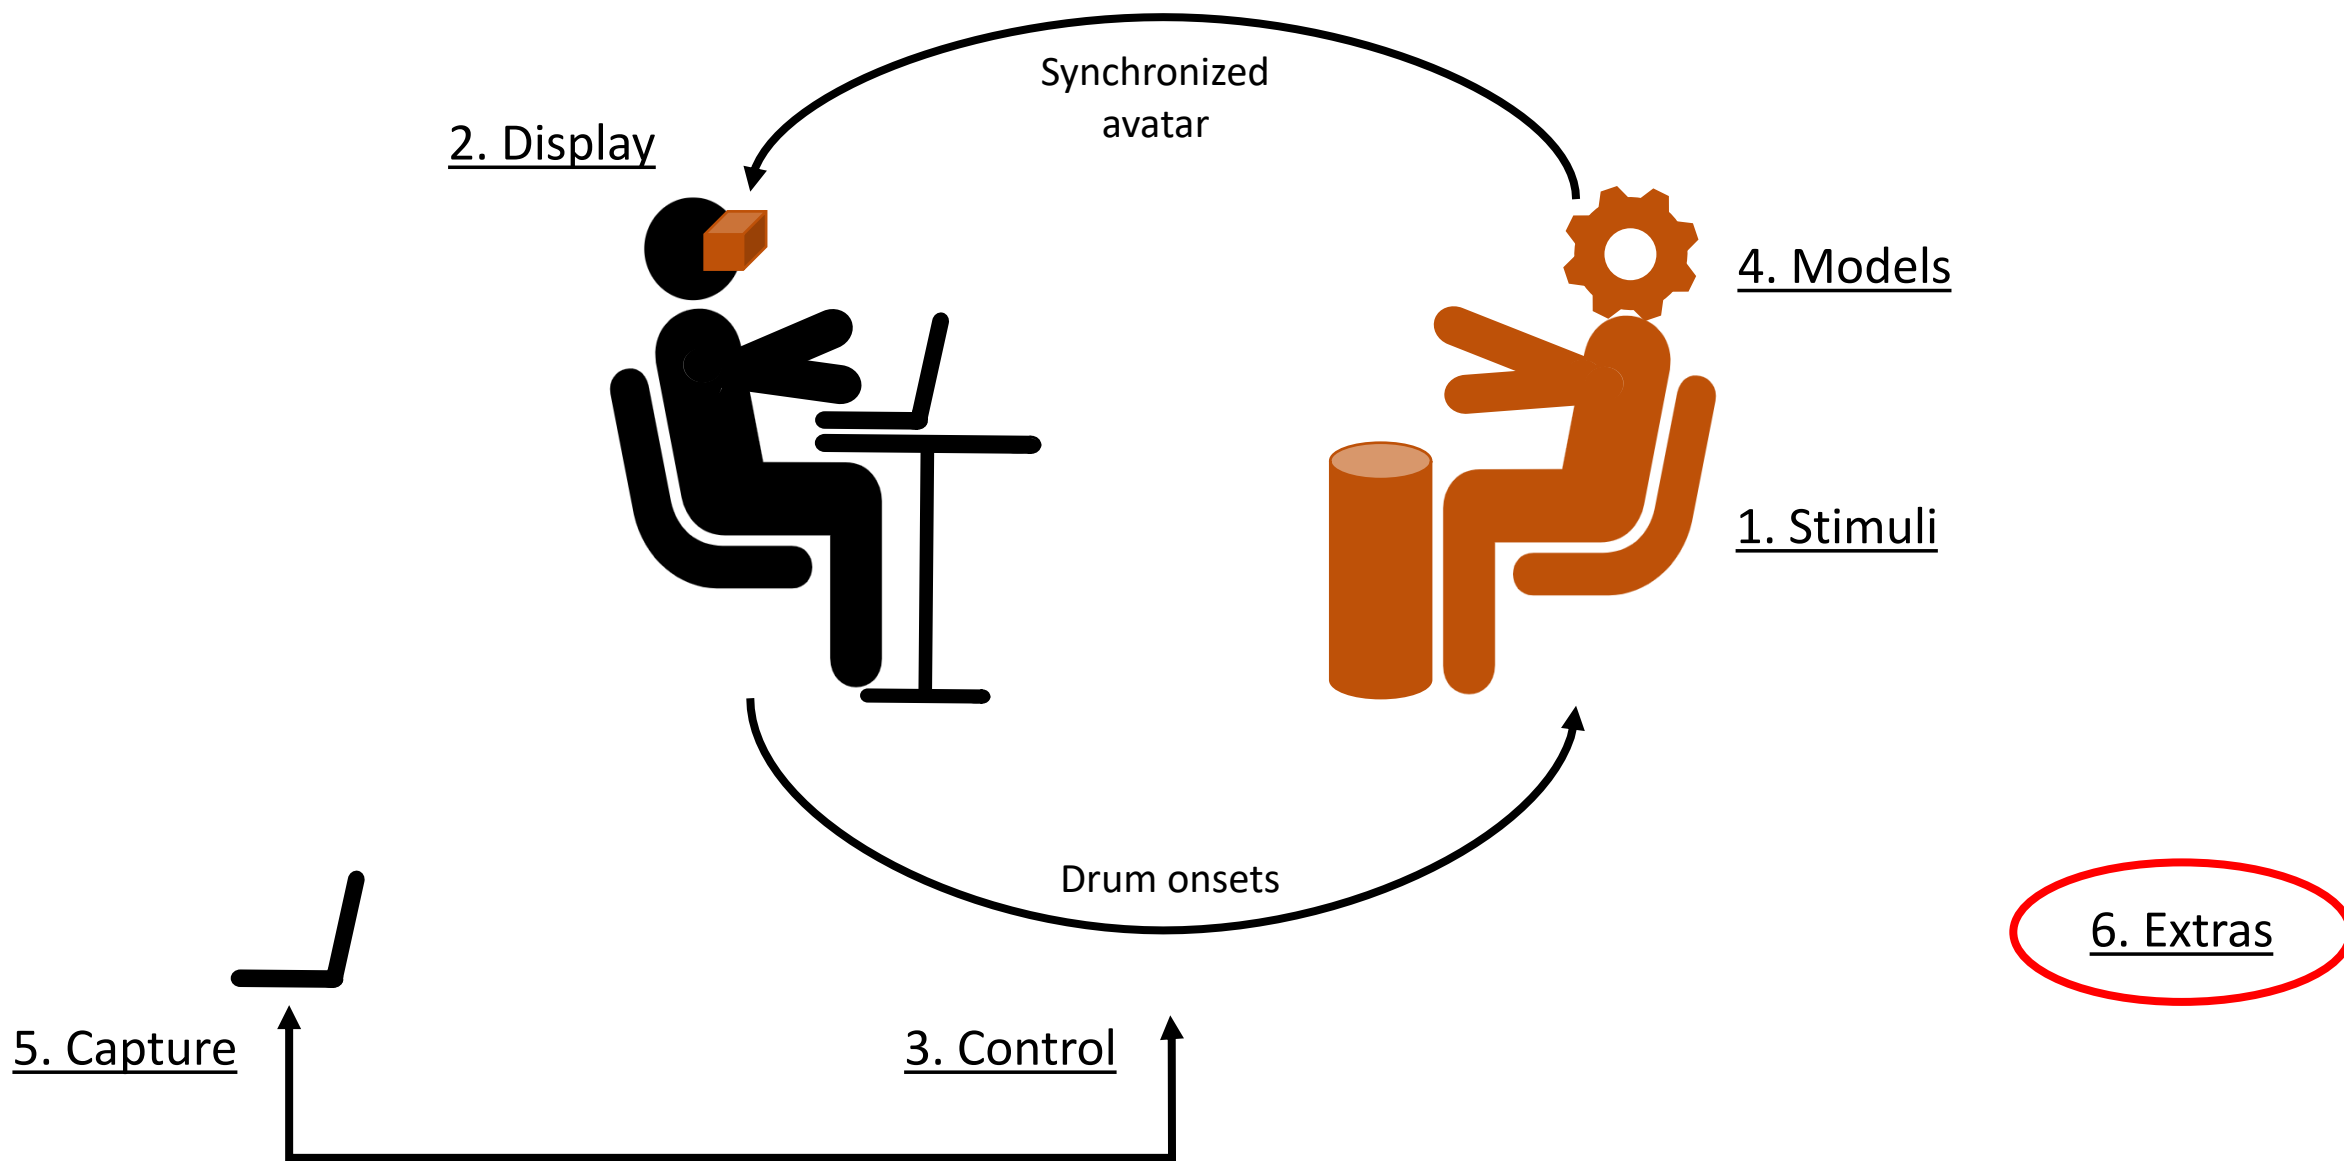 Synchronized
avatar
2. Display
4. Models
1. Stimuli
Drum onsets
6. Extras
5. Capture
3. Control